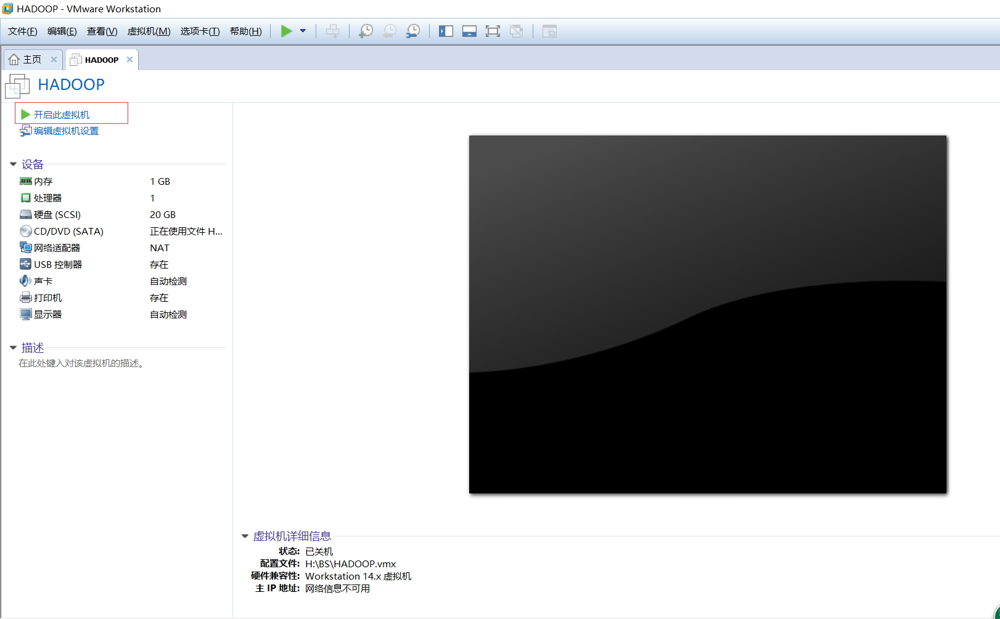 HADOOP - VMware Workstation
文件(F) 编辑(E) 查看(V) 虚拟机(M) 选项卡(T) 帮助(H)
主页 HADOOP
HADOOP
开启此虚拟机
编辑虚拟机设置
设备
内存 1 GB
处理器 1
硬盘 (SCSI) 20 GB
CD/DVD (SATA) 正在使用文件 H...
网络适配器 NAT
USB 控制器 存在
声卡 自动检测
打印机 存在
显示器 自动检测
描述
在此处键入对该虚拟机的描述。
虚拟机详细信息
状态: 已关机
配置文件: H:\BS\HADOOP.vmx
硬件兼容性: Workstation 14.x 虚拟机
主 IP 地址: 网络信息不可用